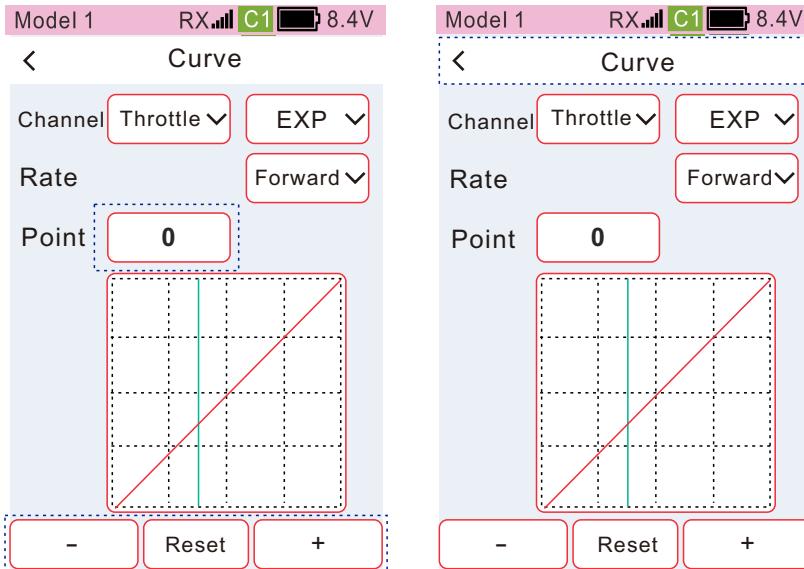 Model 1 RX C1 8.4V
Curve
Channel Throttle EXP
Rate Forward
Point 0
- Reset +
Model 1 RX C1 8.4V
Curve
Channel Throttle EXP
Rate Forward
Point 0
- Reset +